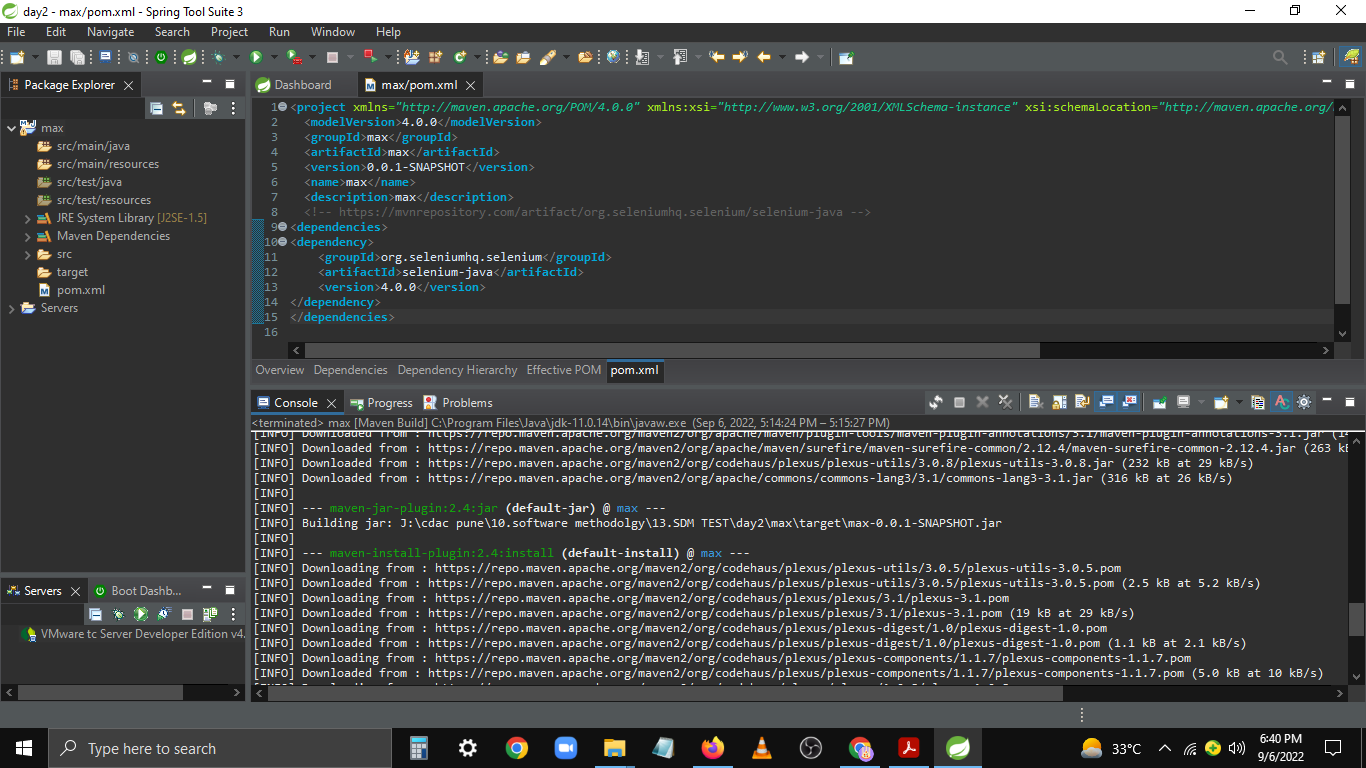 day2 - max/pom.xml - Spring Tool Suite 3
File Edit Navigate Search Project Run Window Help
Package Explorer
Dashboard
max/pom.xml
max
src/main/java
src/main/resources
src/test/java
src/test/resources
JRE System Library [J2SE-1.5]
Maven Dependencies
src
target
pom.xml
Servers
1 <project xmlns="http://maven.apache.org/POM/4.0.0" xmlns:xsi="http://www.w3.org/2001/XMLSchema-instance" xsi:schemaLocation="http://maven.apache.org/
2 <modelVersion>4.0.0</modelVersion>
3 <groupId>max</groupId>
4 <artifactId>max</artifactId>
5 <version>0.0.1-SNAPSHOT</version>
6 <name>max</name>
7 <description>max</description>
8 <!-- https://mvnrepository.com/artifact/org.seleniumhq.selenium/selenium-java -->
9 <dependencies>
10 <dependency>
11 <groupId>org.seleniumhq.selenium</groupId>
12 <artifactId>selenium-java</artifactId>
13 <version>4.0.0</version>
14 </dependency>
15 </dependencies>
16
Overview Dependencies Dependency Hierarchy Effective POM pom.xml
Console Progress Problems
<terminated> max [Maven Build] C:\Program Files\Java\jdk-11.0.14\bin\javaw.exe (Sep 6, 2022, 5:14:24 PM – 5:15:27 PM)
[INFO] Downloaded from : https://repo.maven.apache.org/maven2/org/apache/maven/plugin-tools/maven-plugin-annotations/3.1/maven-plugin-annotations-3.1.jar (14
[INFO] Downloaded from : https://repo.maven.apache.org/maven2/org/apache/maven/surefire/maven-surefire-common/2.12.4/maven-surefire-common-2.12.4.jar (263 kB
[INFO] Downloaded from : https://repo.maven.apache.org/maven2/org/codehaus/plexus/plexus-utils/3.0.8/plexus-utils-3.0.8.jar (232 kB at 29 kB/s)
[INFO] Downloaded from : https://repo.maven.apache.org/maven2/org/apache/commons/commons-lang3/3.1/commons-lang3-3.1.jar (316 kB at 26 kB/s)
[INFO]
[INFO] --- maven-jar-plugin:2.4:jar (default-jar) @ max ---
[INFO] Building jar: J:\cdac pune\10.software methodolgy\13.SDM TEST\day2\max\target\max-0.0.1-SNAPSHOT.jar
[INFO]
[INFO] --- maven-install-plugin:2.4:install (default-install) @ max ---
[INFO] Downloading from : https://repo.maven.apache.org/maven2/org/codehaus/plexus/plexus-utils/3.0.5/plexus-utils-3.0.5.pom
[INFO] Downloaded from : https://repo.maven.apache.org/maven2/org/codehaus/plexus/plexus-utils/3.0.5/plexus-utils-3.0.5.pom (2.5 kB at 5.2 kB/s)
[INFO] Downloading from : https://repo.maven.apache.org/maven2/org/codehaus/plexus/plexus/3.1/plexus-3.1.pom
[INFO] Downloaded from : https://repo.maven.apache.org/maven2/org/codehaus/plexus/plexus/3.1/plexus-3.1.pom (19 kB at 29 kB/s)
[INFO] Downloading from : https://repo.maven.apache.org/maven2/org/codehaus/plexus/plexus-digest/1.0/plexus-digest-1.0.pom
[INFO] Downloaded from : https://repo.maven.apache.org/maven2/org/codehaus/plexus/plexus-digest/1.0/plexus-digest-1.0.pom (1.1 kB at 2.1 kB/s)
[INFO] Downloading from : https://repo.maven.apache.org/maven2/org/codehaus/plexus/plexus-components/1.1.7/plexus-components-1.1.7.pom
[INFO] Downloaded from : https://repo.maven.apache.org/maven2/org/codehaus/plexus/plexus-components/1.1.7/plexus-components-1.1.7.pom (5.0 kB at 10 kB/s)
Servers
Boot Dashb...
VMware tc Server Developer Edition v4.
Type here to search
33°C
6:40 PM
9/6/2022